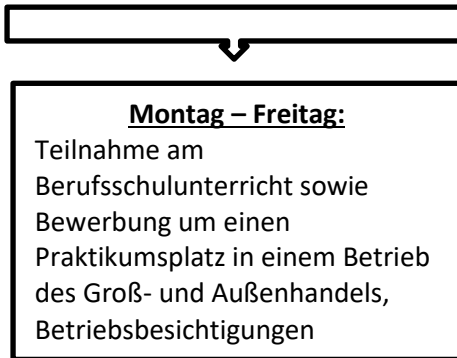 Montag – Freitag:
Teilnahme am
Berufsschulunterricht sowie
Bewerbung um einen
Praktikumsplatz in einem Betrieb
des Groß- und Außenhandels,
Betriebsbesichtigungen